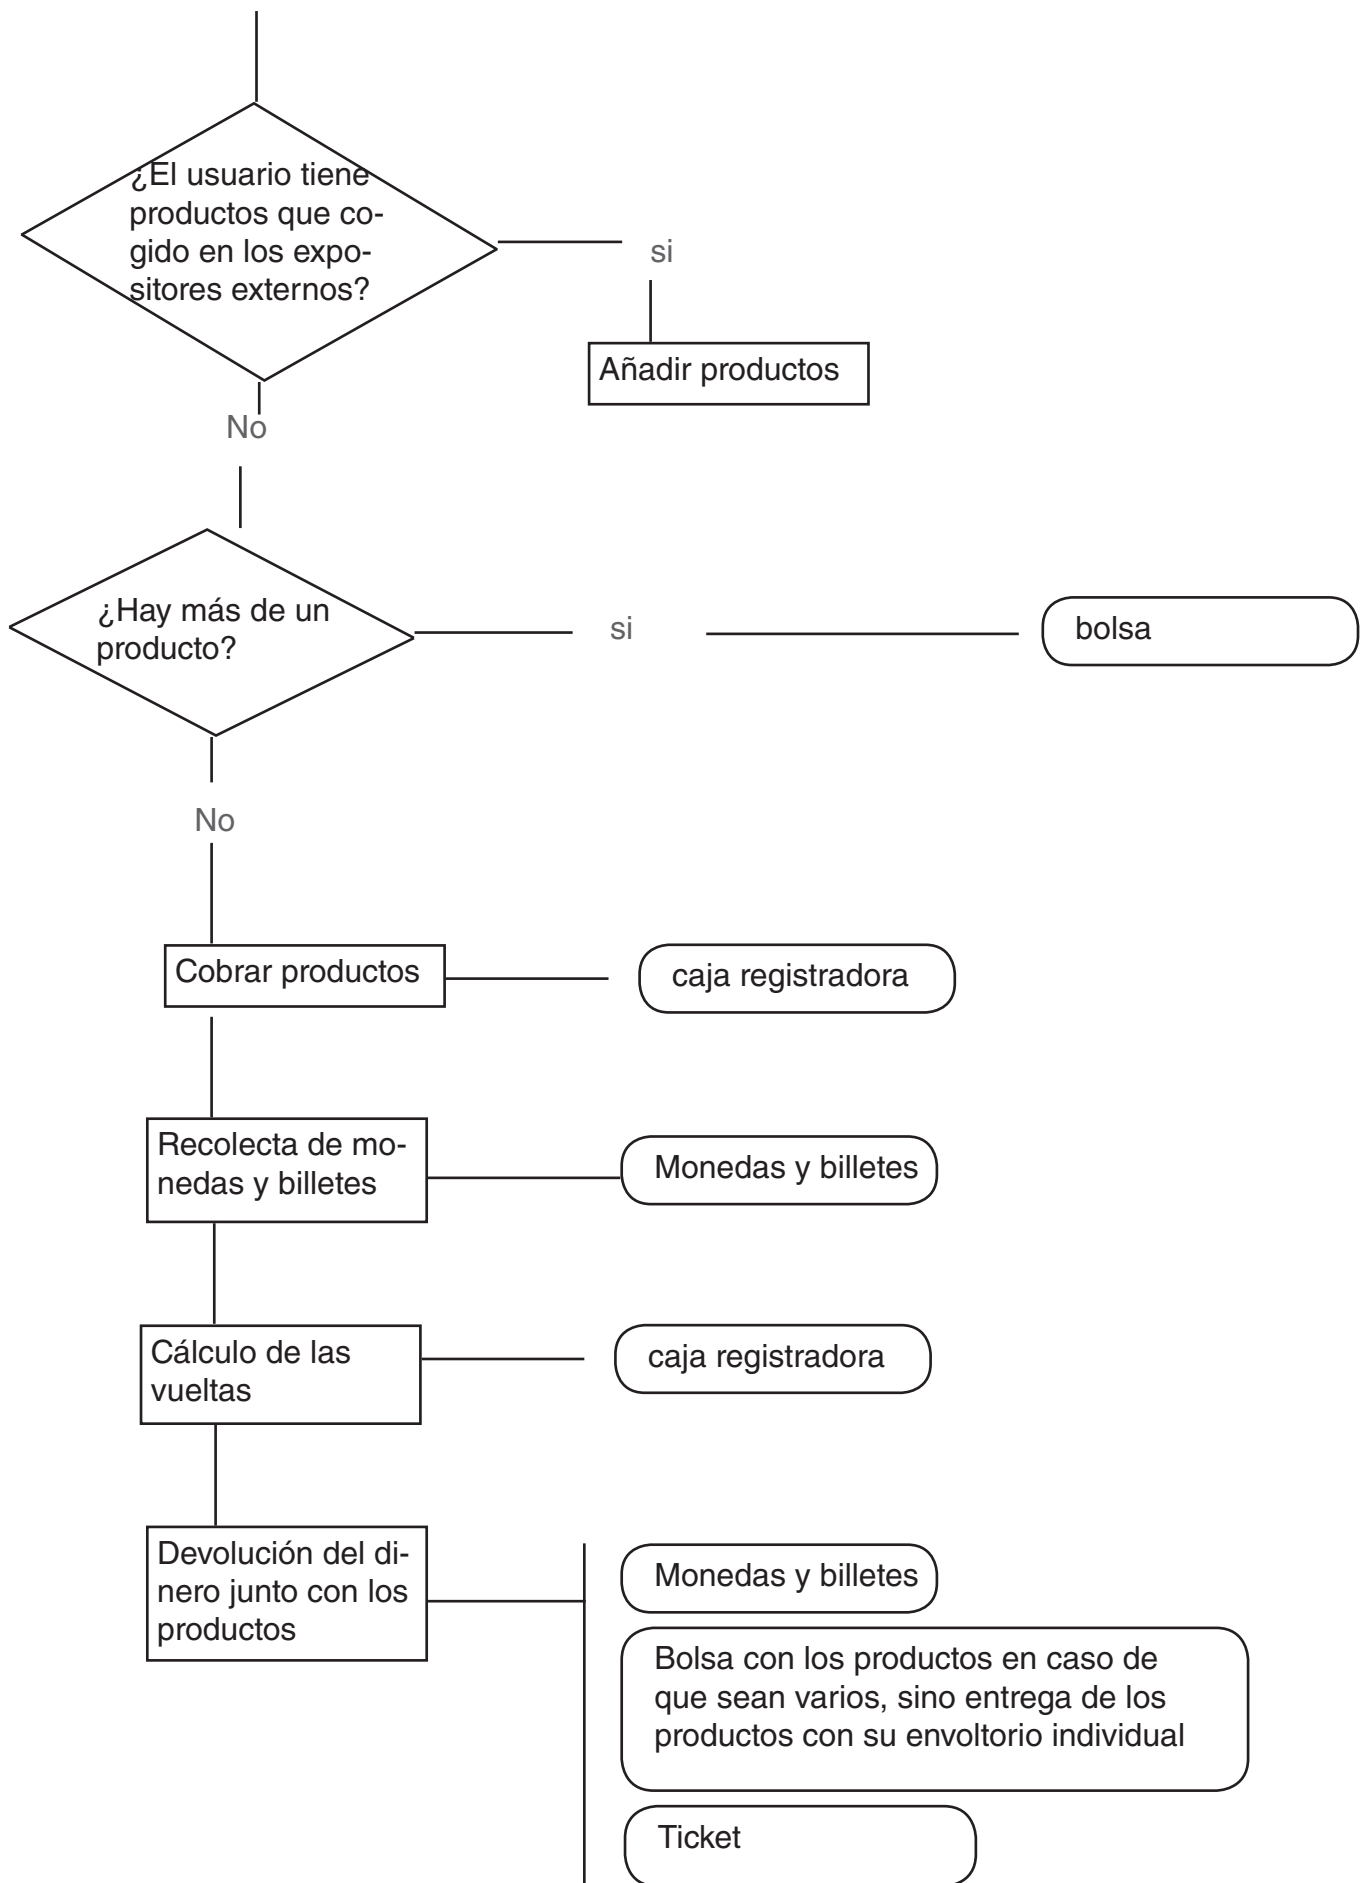 ¿El usuario tiene
productos que co-
gido en los expo-
sitores externos?
si
Añadir productos
No
¿Hay más de un
producto?
si
bolsa
No
Cobrar productos
caja registradora
Recolecta de mo-
nedas y billetes
Monedas y billetes
Cálculo de las
vueltas
caja registradora
Devolución del di-
nero junto con los
productos
Monedas y billetes
Bolsa con los productos en caso de
que sean varios, sino entrega de los
productos con su envoltorio individual
Ticket